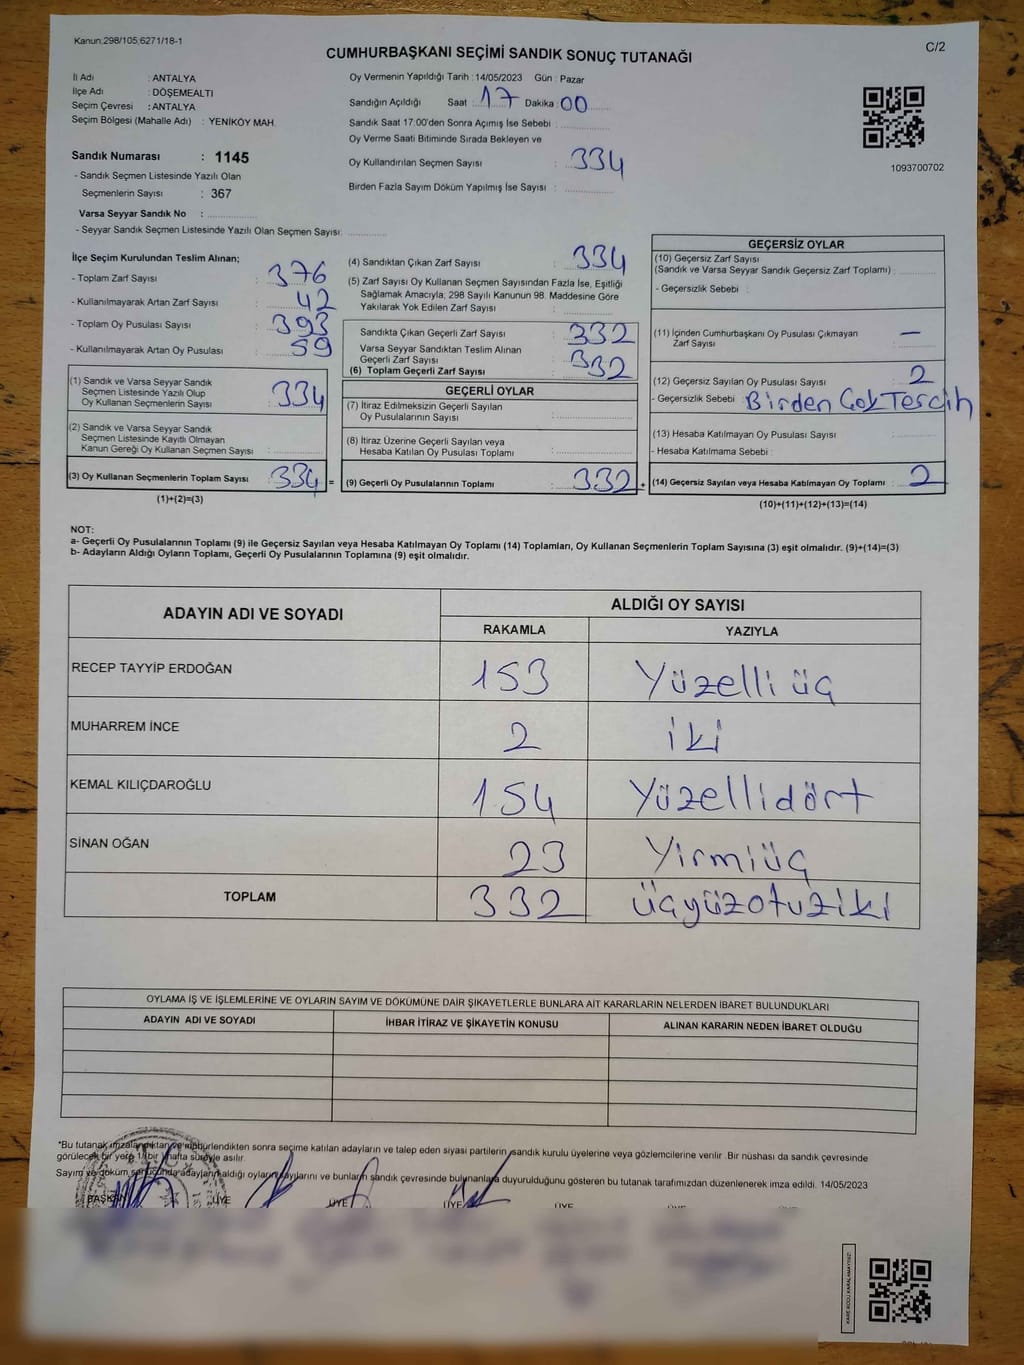 Kanun:298/105;6271/18-1
C/2
CUMHURBAŞKANI SEÇİMİ SANDIK SONUÇ TUTANAĞI
İl Adı : ANTALYA
İlçe Adı : DÖŞEMEALTI
Seçim Çevresi : ANTALYA
Seçim Bölgesi (Mahalle Adı) : YENİKÖY MAH.
Sandık Numarası : 1145
- Sandık Seçmen Listesinde Yazılı Olan
Seçmenlerin Sayısı : 367
Varsa Seyyar Sandık No :
- Seyyar Sandık Seçmen Listesinde Yazılı Olan Seçmen Sayısı:
Oy Vermenin Yapıldığı Tarih : 14/05/2023 Gün : Pazar
Sandığın Açıldığı Saat : 17 Dakika : 00
Sandık Saat 17:00'den Sonra Açımış İse Sebebi :
Oy Verme Saati Bitiminde Sırada Bekleyen ve
Oy Kullandırılan Seçmen Sayısı : 334
Birden Fazla Sayım Döküm Yapılmış İse Sayısı :
1093700702
İlçe Seçim Kurulundan Teslim Alınan;
- Toplam Zarf Sayısı : 376
- Kullanılmayarak Artan Zarf Sayısı : 42
- Toplam Oy Pusulası Sayısı : 393
- Kullanılmayarak Artan Oy Pusulası : 59
(1) Sandık ve Varsa Seyyar Sandık
Seçmen Listesinde Yazılı Olup
Oy Kullanan Seçmenlerin Sayısı : 334
(2) Sandık ve Varsa Seyyar Sandık
Seçmen Listesinde Kayıtlı Olmayan
Kanun Gereği Oy Kullanan Seçmen Sayısı :
(3) Oy Kullanan Seçmenlerin Toplam Sayısı : 334 =
(1)+(2)=(3)
(4) Sandıktan Çıkan Zarf Sayısı : 334
(5) Zarf Sayısı Oy Kullanan Seçmen Sayısından Fazla İse, Eşitliği
Sağlamak Amacıyla; 298 Sayılı Kanunun 98. Maddesine Göre
Yakılarak Yok Edilen Zarf Sayısı :
Sandıkta Çıkan Geçerli Zarf Sayısı : 332
Varsa Seyyar Sandıktan Teslim Alınan
Geçerli Zarf Sayısı :
(6) Toplam Geçerli Zarf Sayısı : 332
GEÇERLİ OYLAR
(7) İtiraz Edilmeksizin Geçerli Sayılan
Oy Pusulalarının Sayısı :
(8) İtiraz Üzerine Geçerli Sayılan veya
Hesaba Katılan Oy Pusulası Toplamı :
(9) Geçerli Oy Pusulalarının Toplamı : 332 +
GEÇERSİZ OYLAR
(10) Geçersiz Zarf Sayısı
(Sandık ve Varsa Seyyar Sandık Geçersiz Zarf Toplamı) :
- Geçersizlik Sebebi :
(11) İçinden Cumhurbaşkanı Oy Pusulası Çıkmayan
Zarf Sayısı : —
(12) Geçersiz Sayılan Oy Pusulası Sayısı : 2
- Geçersizlik Sebebi : Birden Çok Tercih
(13) Hesaba Katılmayan Oy Pusulası Sayısı :
- Hesaba Katılmama Sebebi :
(14) Geçersiz Sayılan veya Hesaba Katılmayan Oy Toplamı : 2
(10)+(11)+(12)+(13)=(14)
NOT:
a- Geçerli Oy Pusulalarının Toplamı (9) ile Geçersiz Sayılan veya Hesaba Katılmayan Oy Toplamı (14) Toplamları, Oy Kullanan Seçmenlerin Toplam Sayısına (3) eşit olmalıdır. (9)+(14)=(3)
b- Adayların Aldığı Oyların Toplamı, Geçerli Oy Pusulalarının Toplamına (9) eşit olmalıdır.
ADAYIN ADI VE SOYADI ALDIĞI OY SAYISI
RAKAMLA YAZIYLA
RECEP TAYYİP ERDOĞAN 153 Yüzelli üç
MUHARREM İNCE 2 iki
KEMAL KILIÇDAROĞLU 154 Yüzellidört
SİNAN OĞAN 23 Yirmiüç
TOPLAM 332 üçyüzotuziki
OYLAMA İŞ VE İŞLEMLERİNE VE OYLARIN SAYIM VE DÖKÜMÜNE DAİR ŞİKAYETLERLE BUNLARA AİT KARARLARIN NELERDEN İBARET BULUNDUKLARI
ADAYIN ADI VE SOYADI İHBAR İTİRAZ VE ŞİKAYETİN KONUSU ALINAN KARARIN NEDEN İBARET OLDUĞU
*Bu tutanak imzalandıktan ve mühürlendikten sonra seçime katılan adayların ve talep eden siyasi partilerin sandık kurulu üyelerine veya gözlemcilerine verilir. Bir nüshası da sandık çevresinde
görülecek bir yere 1 (bir) hafta süreyle asılır.
Sayım ve döküm sonucunda adayların aldığı oyların sayılarını ve bunların sandık çevresinde bulunanlara duyurulduğunu gösteren bu tutanak tarafımızdan düzenlenerek imza edildi. 14/05/2023
BAŞKAN ÜYE ÜYE ÜYE ÜYE